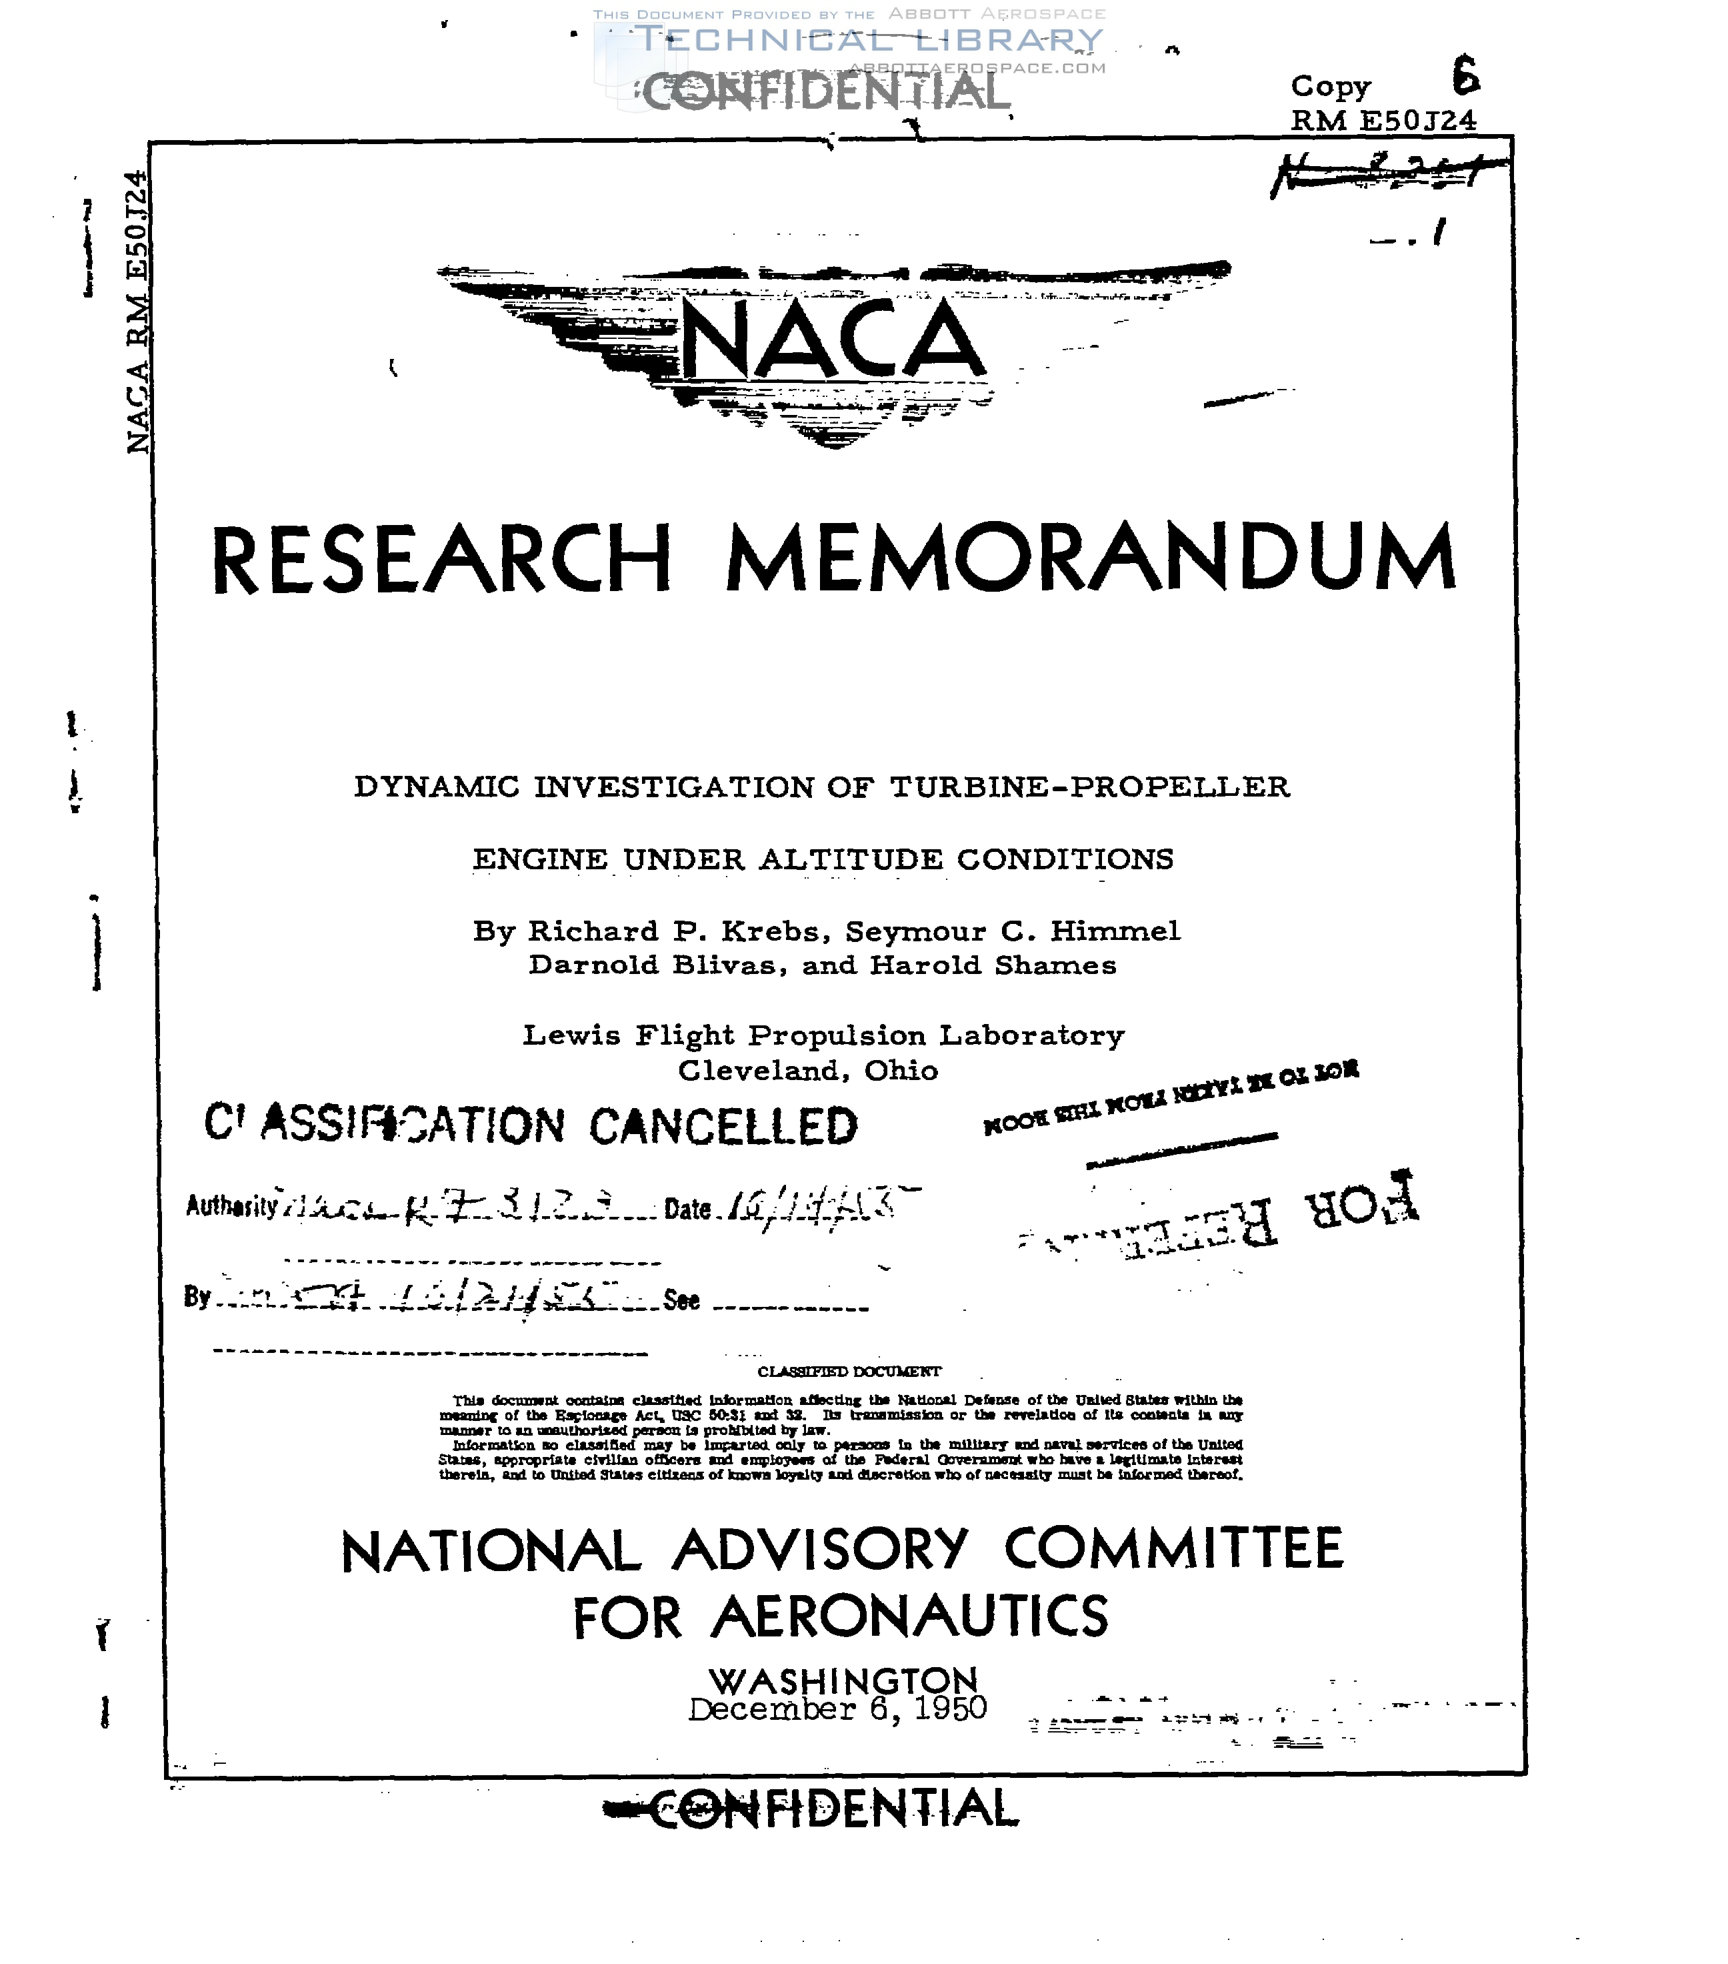 THIS DOCUMENT PROVIDED BY THE ABBOTT AEROSPACE
TECHNICAL LIBRARY
ABBOTTAEROSPACE.COM
CONFIDENTIAL
Copy 6
RM E50J24
NACA RM E50J24
NACA
RESEARCH MEMORANDUM
DYNAMIC INVESTIGATION OF TURBINE-PROPELLER
ENGINE UNDER ALTITUDE CONDITIONS
By Richard P. Krebs, Seymour C. Himmel
Darnold Blivas, and Harold Shames
Lewis Flight Propulsion Laboratory
Cleveland, Ohio
NOT TO BE TAKEN FROM THIS ROOM
FOR
CLASSIFICATION CANCELLED
Authority Date
By See
CLASSIFIED DOCUMENT
This document contains classified information affecting the National Defense of the United States within the
meaning of the Espionage Act, USC 50:31 and 32. Its transmission or the revelation of its contents in any
manner to an unauthorized person is prohibited by law.
Information so classified may be imparted only to persons in the military and naval services of the United
States, appropriate civilian officers and employees of the Federal Government who have a legitimate interest
therein, and to United States citizens of known loyalty and discretion who of necessity must be informed thereof.
NATIONAL ADVISORY COMMITTEE
FOR AERONAUTICS
WASHINGTON
December 6, 1950
CONFIDENTIAL